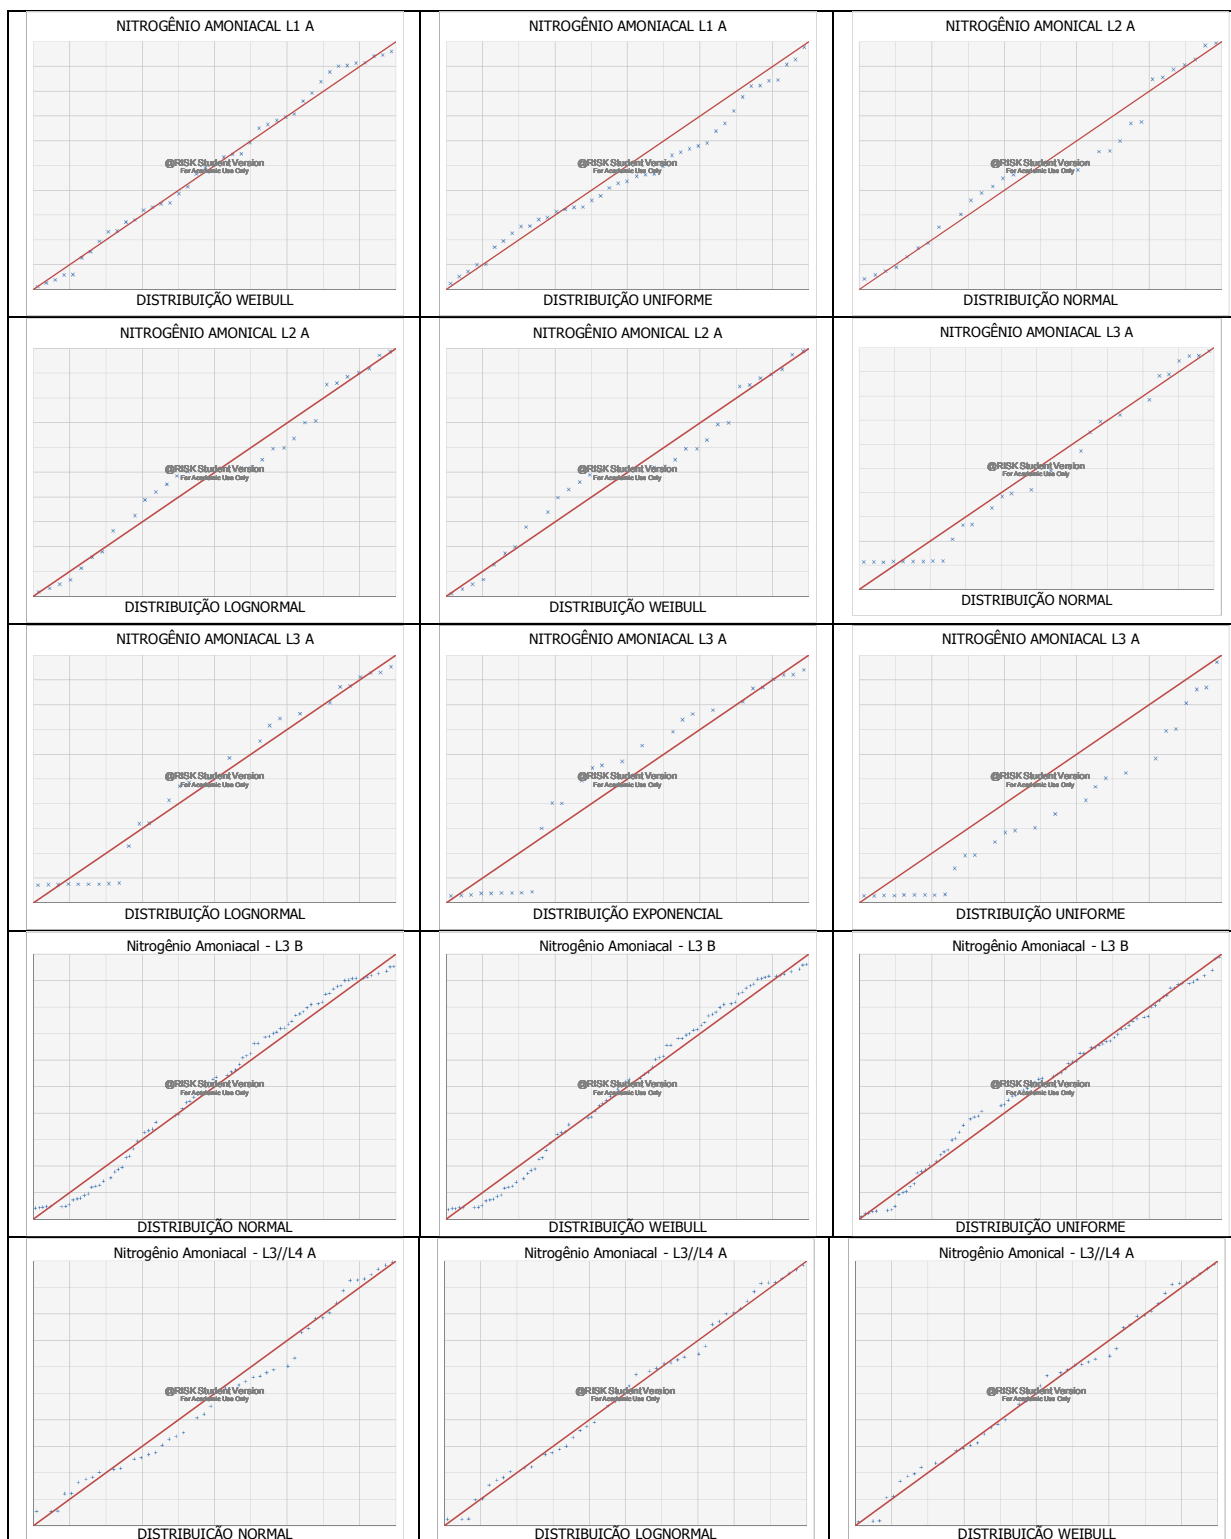 NITROGÊNIO AMONIACAL L1 A
@RISK Student Version
For Academic Use Only
DISTRIBUIÇÃO WEIBULL
NITROGÊNIO AMONIACAL L1 A
@RISK Student Version
For Academic Use Only
DISTRIBUIÇÃO UNIFORME
NITROGÊNIO AMONIACAL L2 A
@RISK Student Version
For Academic Use Only
DISTRIBUIÇÃO NORMAL
NITROGÊNIO AMONICAL L2 A
@RISK Student Version
For Academic Use Only
DISTRIBUIÇÃO LOGNORMAL
NITROGÊNIO AMONICAL L2 A
@RISK Student Version
For Academic Use Only
DISTRIBUIÇÃO WEIBULL
NITROGÊNIO AMONIACAL L3 A
@RISK Student Version
For Academic Use Only
DISTRIBUIÇÃO NORMAL
NITROGÊNIO AMONIACAL L3 A
@RISK Student Version
For Academic Use Only
DISTRIBUIÇÃO LOGNORMAL
NITROGÊNIO AMONIACAL L3 A
@RISK Student Version
For Academic Use Only
DISTRIBUIÇÃO EXPONENCIAL
NITROGÊNIO AMONIACAL L3 A
@RISK Student Version
For Academic Use Only
DISTRIBUIÇÃO UNIFORME
Nitrogênio Amoniacal - L3 B
@RISK Student Version
For Academic Use Only
DISTRIBUIÇÃO NORMAL
Nitrogênio Amoniacal - L3 B
@RISK Student Version
For Academic Use Only
DISTRIBUIÇÃO WEIBULL
Nitrogênio Amoniacal - L3 B
@RISK Student Version
For Academic Use Only
DISTRIBUIÇÃO UNIFORME
Nitrogênio Amoniacal - L3//L4 A
@RISK Student Version
For Academic Use Only
DISTRIBUIÇÃO NORMAL
Nitrogênio Amoniacal - L3//L4 A
@RISK Student Version
For Academic Use Only
DISTRIBUIÇÃO LOGNORMAL
Nitrogênio Amonical - L3//L4 A
@RISK Student Version
For Academic Use Only
DISTRIBUIÇÃO WEIBULL